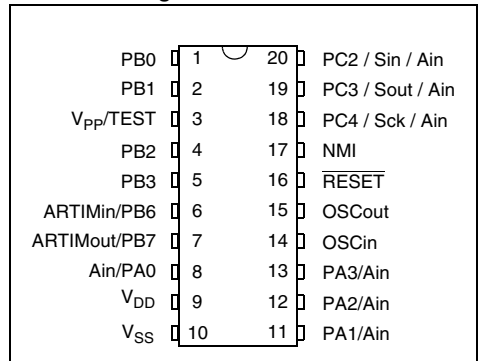 PB0 1 20 PC2 / Sin / Ain
PB1 2 19 PC3 / Sout / Ain
VPP/TEST 3 18 PC4 / Sck / Ain
PB2 4 17 NMI
PB3 5 16 RESET
ARTIMin/PB6 6 15 OSCout
ARTIMout/PB7 7 14 OSCin
Ain/PA0 8 13 PA3/Ain
VDD 9 12 PA2/Ain
VSS 10 11 PA1/Ain